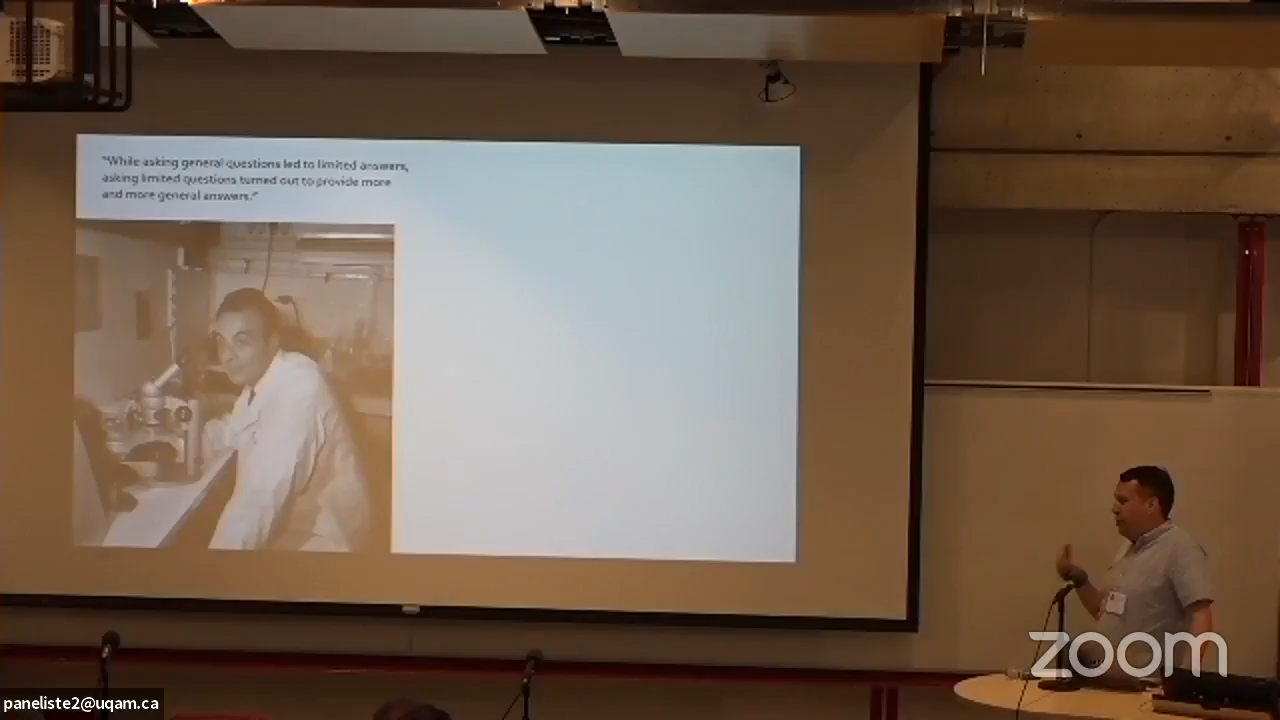 "While asking general questions led to limited answers,
asking limited questions turned out to provide more
and more general answers."
zoom
paneliste2@uqam.ca